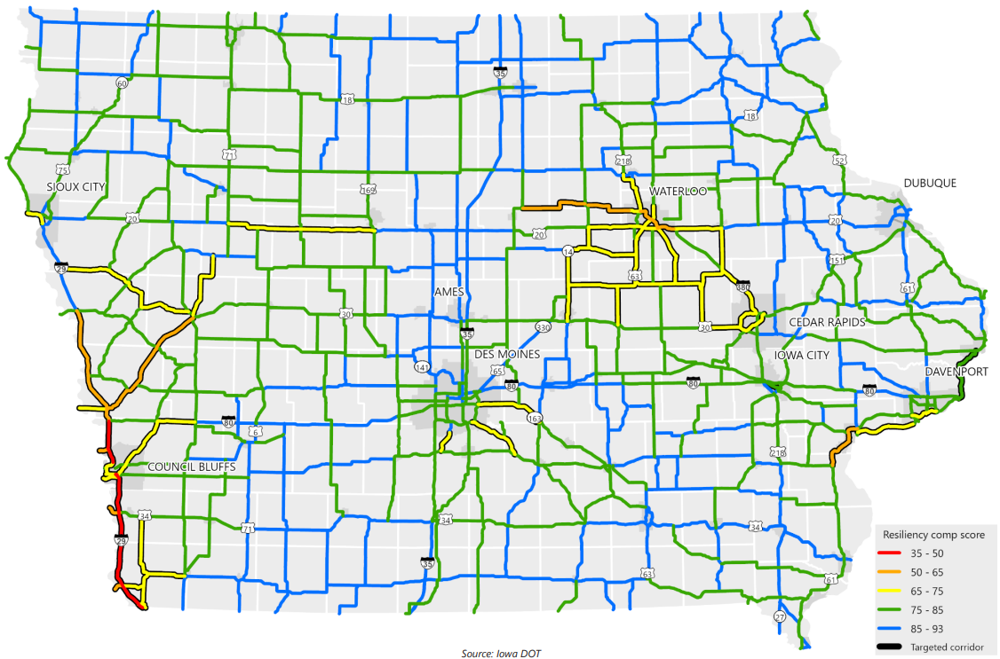 35
60
18
18
71
218
52
75
SIOUX CITY
169
WATERLOO
DUBUQUE
20
20
20
14
151
29
63
380
61
AMES
30
330
30
CEDAR RAPIDS
35
DES MOINES
IOWA CITY
141
65
80
80
80
DAVENPORT
163
80
6
218
COUNCIL BLUFFS
34
34
34
71
29
35
63
61
27
Resiliency comp score
35 - 50
50 - 65
65 - 75
75 - 85
85 - 93
Targeted corridor
Source: Iowa DOT